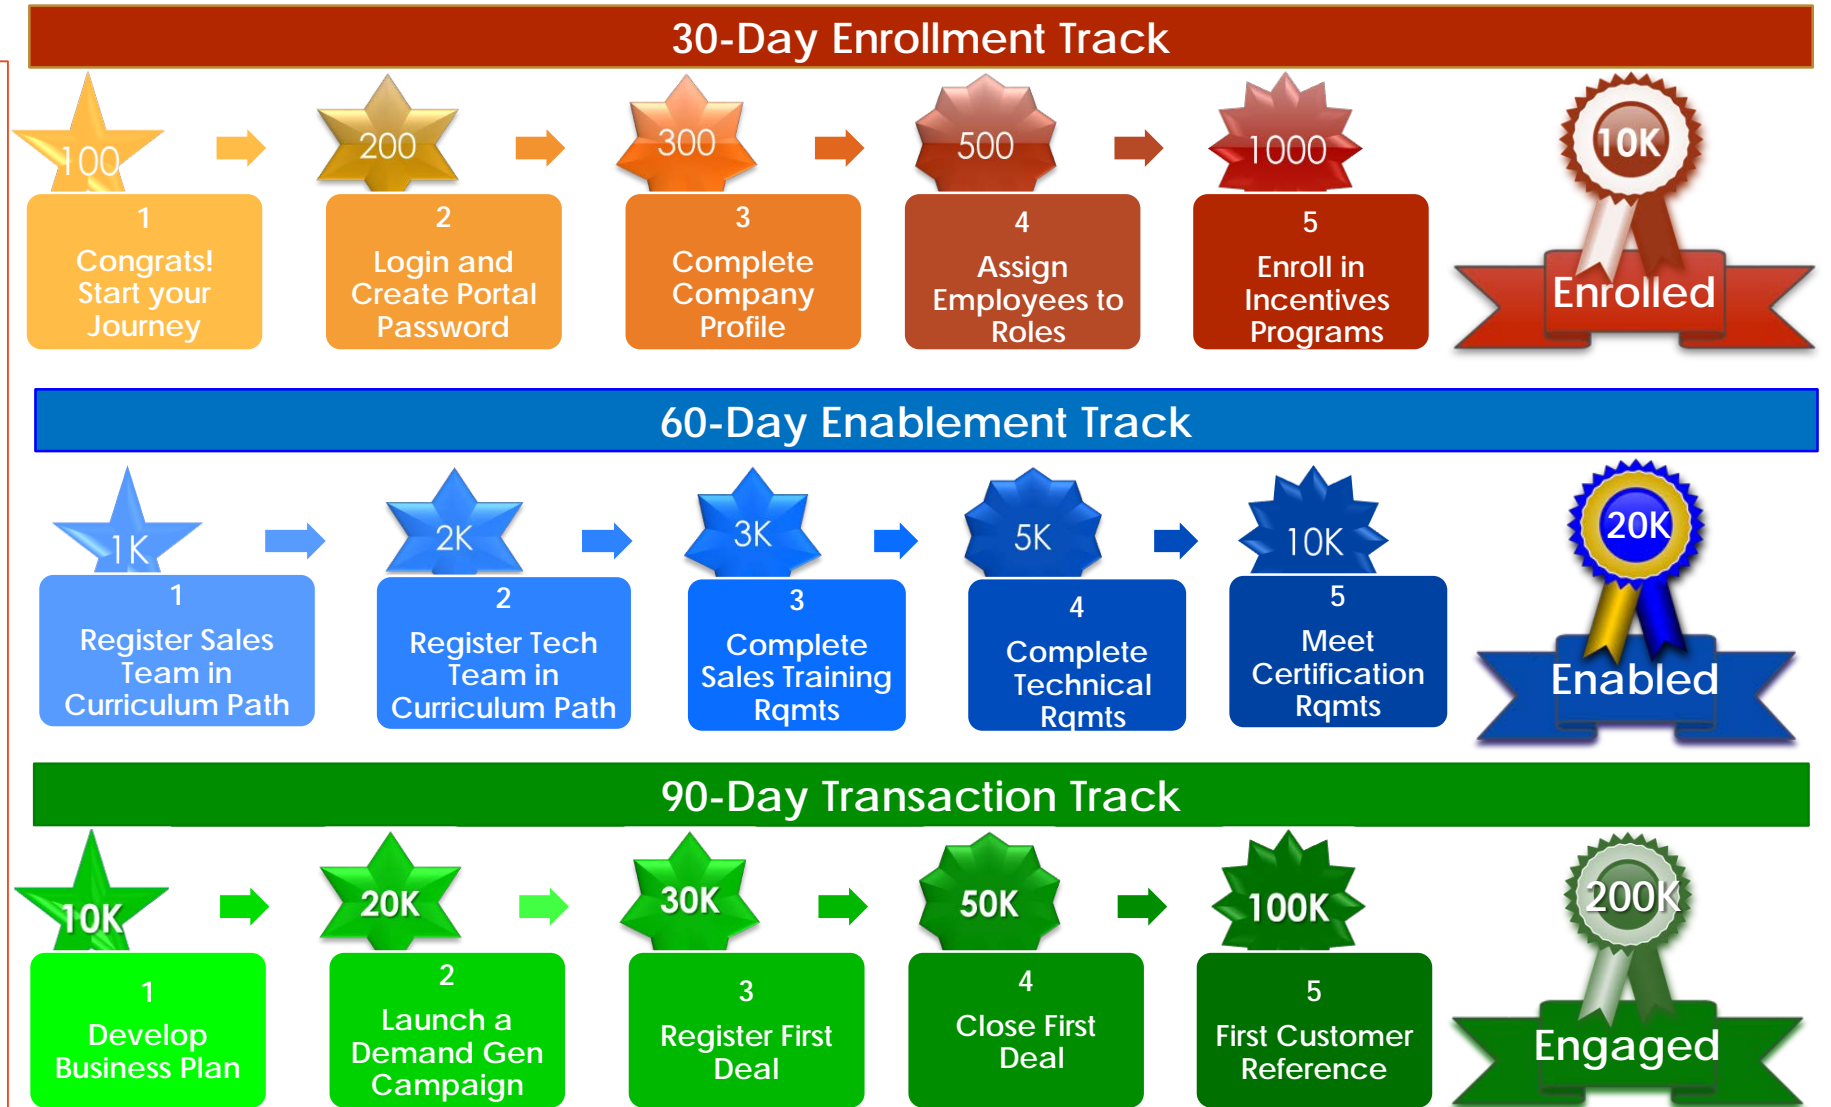 30-Day Enrollment Track
100
200
300
500
1000
10K
1
Congrats!
Start your
Journey
2
Login and
Create Portal
Password
3
Complete
Company
Profile
4
Assign
Employees to
Roles
5
Enroll in
Incentives
Programs
Enrolled
60-Day Enablement Track
1K
2K
3K
5K
10K
20K
1
Register Sales
Team in
Curriculum Path
2
Register Tech
Team in
Curriculum Path
3
Complete
Sales Training
Rqmts
4
Complete
Technical
Rqmts
5
Meet
Certification
Rqmts
Enabled
90-Day Transaction Track
10K
20K
30K
50K
100K
200K
1
Develop
Business Plan
2
Launch a
Demand Gen
Campaign
3
Register First
Deal
4
Close First
Deal
5
First Customer
Reference
Engaged